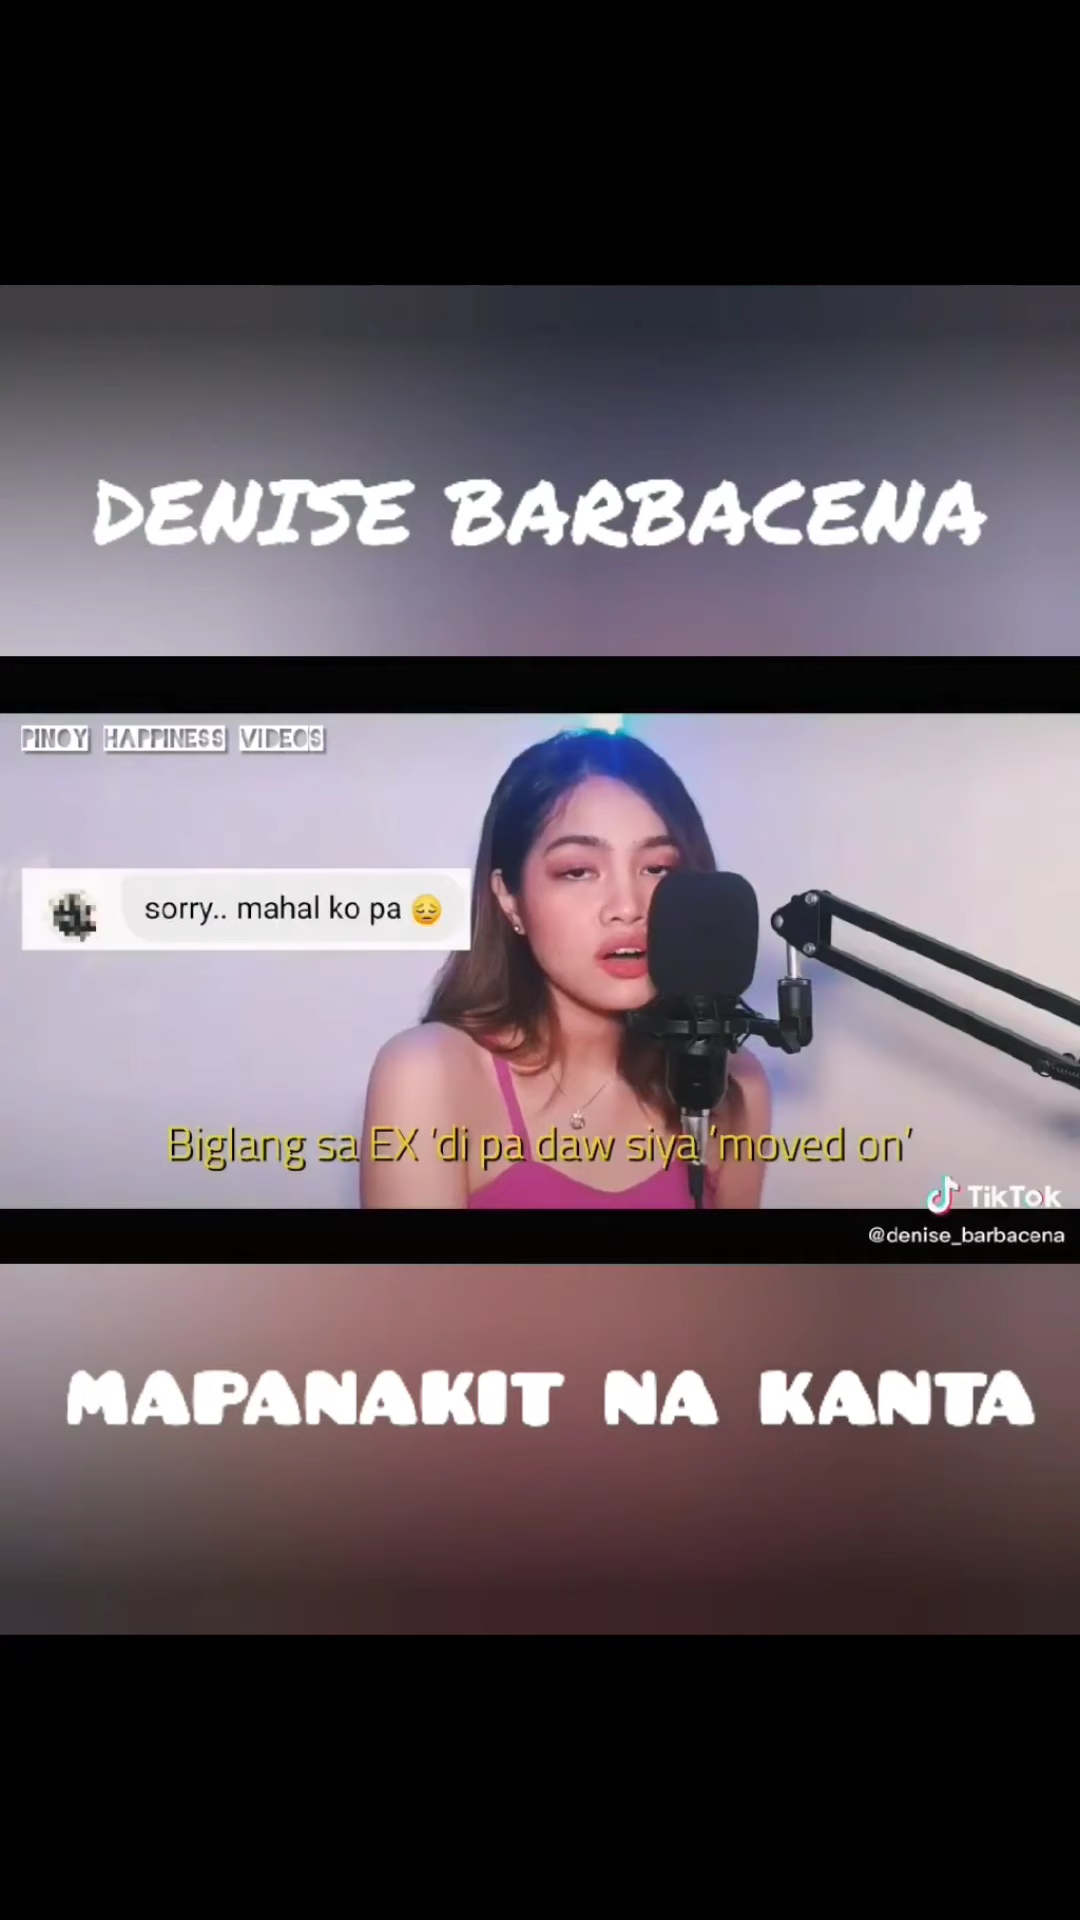 DENISE BARBACENA
PINOY HAPPINESS VIDEOS
sorry.. mahal ko pa 😔
Biglang sa EX 'di pa daw siya 'moved on'
TikTok
@denise_barbacena
MAPANAKIT NA KANTA